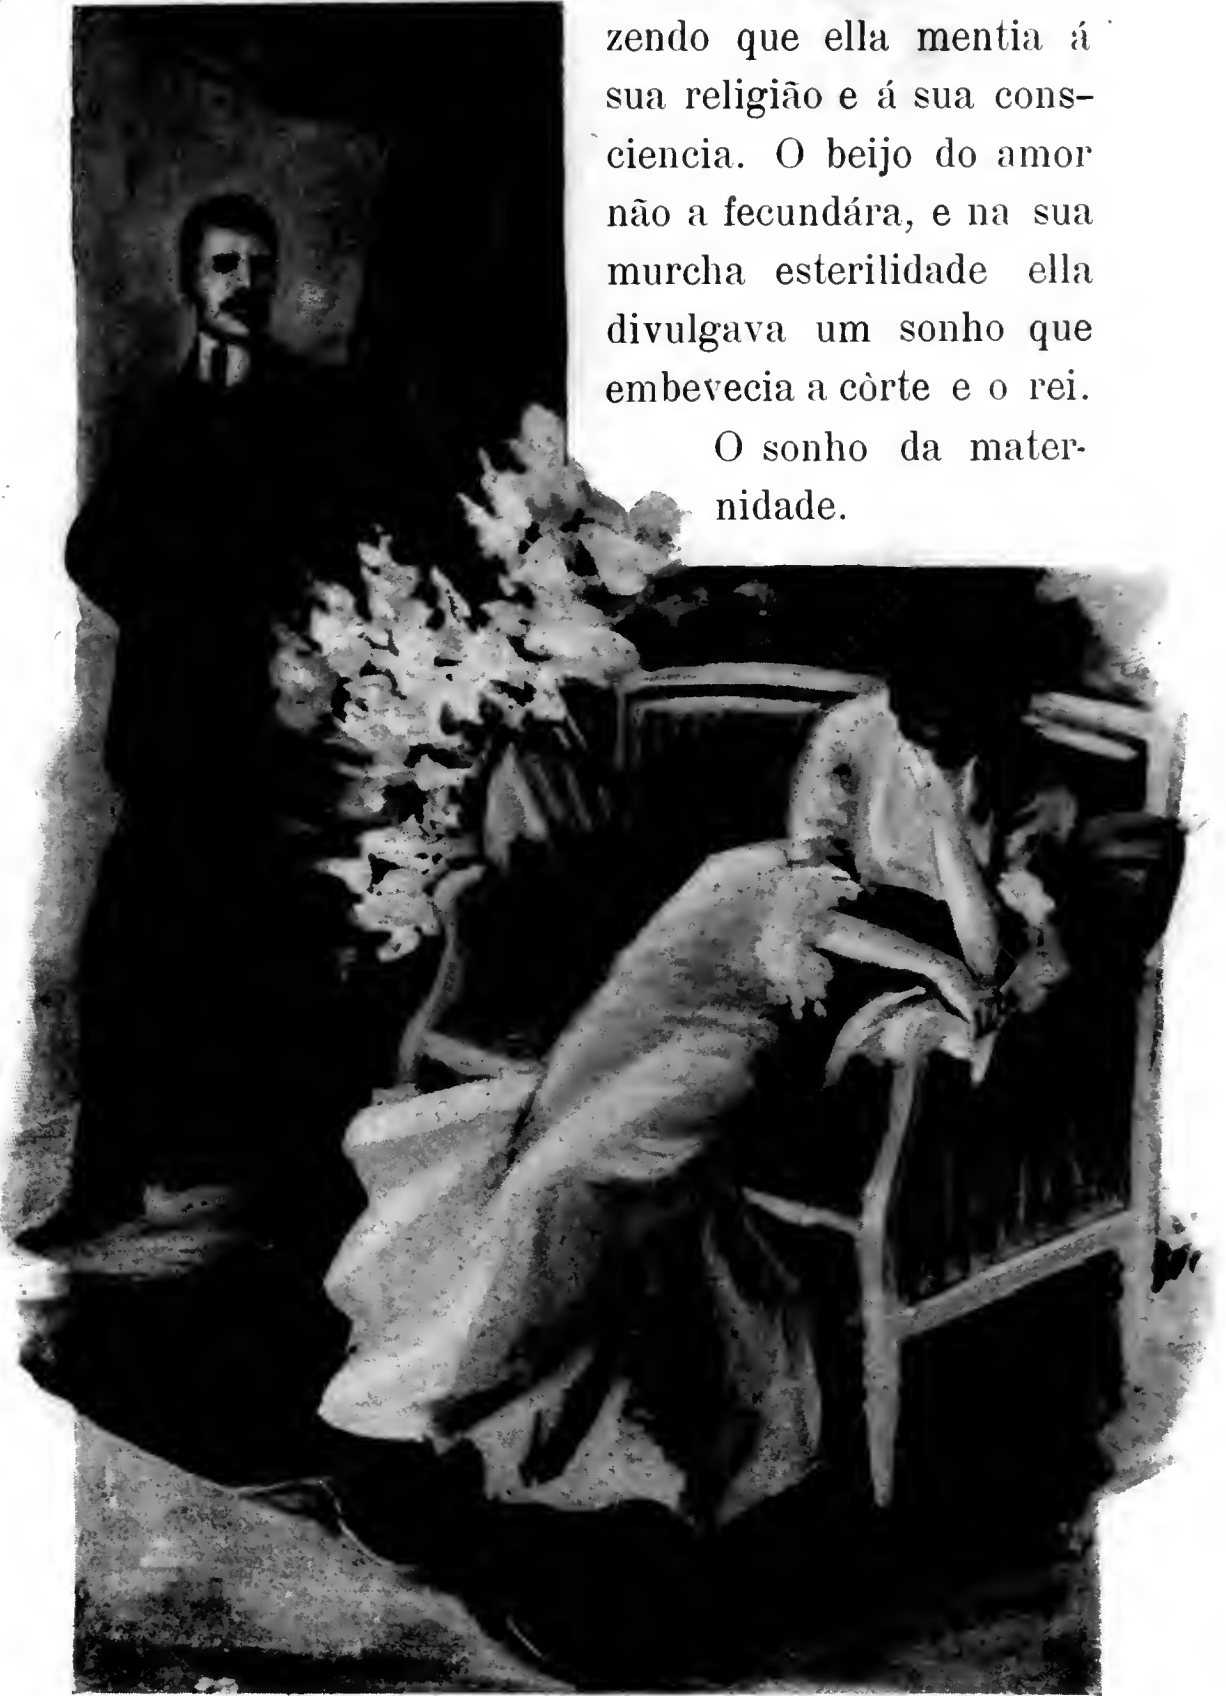 zendo que ella mentia á
sua religião e á sua cons-
ciencia. O beijo do amor
não a fecundára, e na sua
murcha esterilidade ella
divulgava um sonho que
embevecia a còrte e o rei.
O sonho da mater-
nidade.